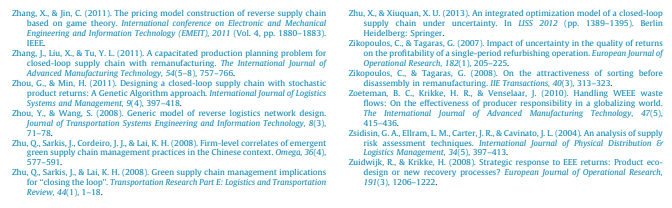 Zhang, X., & Jin, C. (2011). The pricing model construction of reverse supply chain
based on game theory. International conference on Electronic and Mechanical
Engineering and Information Technology (EMEIT), 2011 (Vol. 4, pp. 1880–1883).
IEEE.
Zhang, J., Liu, X., & Tu, Y. L. (2011). A capacitated production planning problem for
closed-loop supply chain with remanufacturing. The International Journal of
Advanced Manufacturing Technology, 54(5–8), 757–766.
Zhou, G., & Min, H. (2011). Designing a closed-loop supply chain with stochastic
product returns: A Genetic Algorithm approach. International Journal of Logistics
Systems and Management, 9(4), 397–418.
Zhou, Y., & Wang, S. (2008). Generic model of reverse logistics network design.
Journal of Transportation Systems Engineering and Information Technology, 8(3),
71–78.
Zhu, Q., Sarkis, J., Cordeiro, J. J., & Lai, K. H. (2008). Firm-level correlates of emergent
green supply chain management practices in the Chinese context. Omega, 36(4),
577–591.
Zhu, Q., Sarkis, J., & Lai, K. H. (2008). Green supply chain management implications
for "closing the loop". Transportation Research Part E: Logistics and Transportation
Review, 44(1), 1–18.
Zhu, X., & Xiuquan, X. U. (2013). An integrated optimization model of a closed-loop
supply chain under uncertainty. In LISS 2012 (pp. 1389–1395). Berlin
Heidelberg: Springer.
Zikopoulos, C., & Tagaras, G. (2007). Impact of uncertainty in the quality of returns
on the profitability of a single-period refurbishing operation. European Journal of
Operational Research, 182(1), 205–225.
Zikopoulos, C., & Tagaras, G. (2008). On the attractiveness of sorting before
disassembly in remanufacturing. IIE Transactions, 40(3), 313–323.
Zoeteman, B. C., Krikke, H. R., & Venselaar, J. (2010). Handling WEEE waste
flows: On the effectiveness of producer responsibility in a globalizing world.
The International Journal of Advanced Manufacturing Technology, 47(5),
415–436.
Zsidisin, G. A., Ellram, L. M., Carter, J. R., & Cavinato, J. L. (2004). An analysis of supply
risk assessment techniques. International Journal of Physical Distribution &
Logistics Management, 34(5), 397–413.
Zuidwijk, R., & Krikke, H. (2008). Strategic response to EEE returns: Product eco-
design or new recovery processes? European Journal of Operational Research,
191(3), 1206–1222.